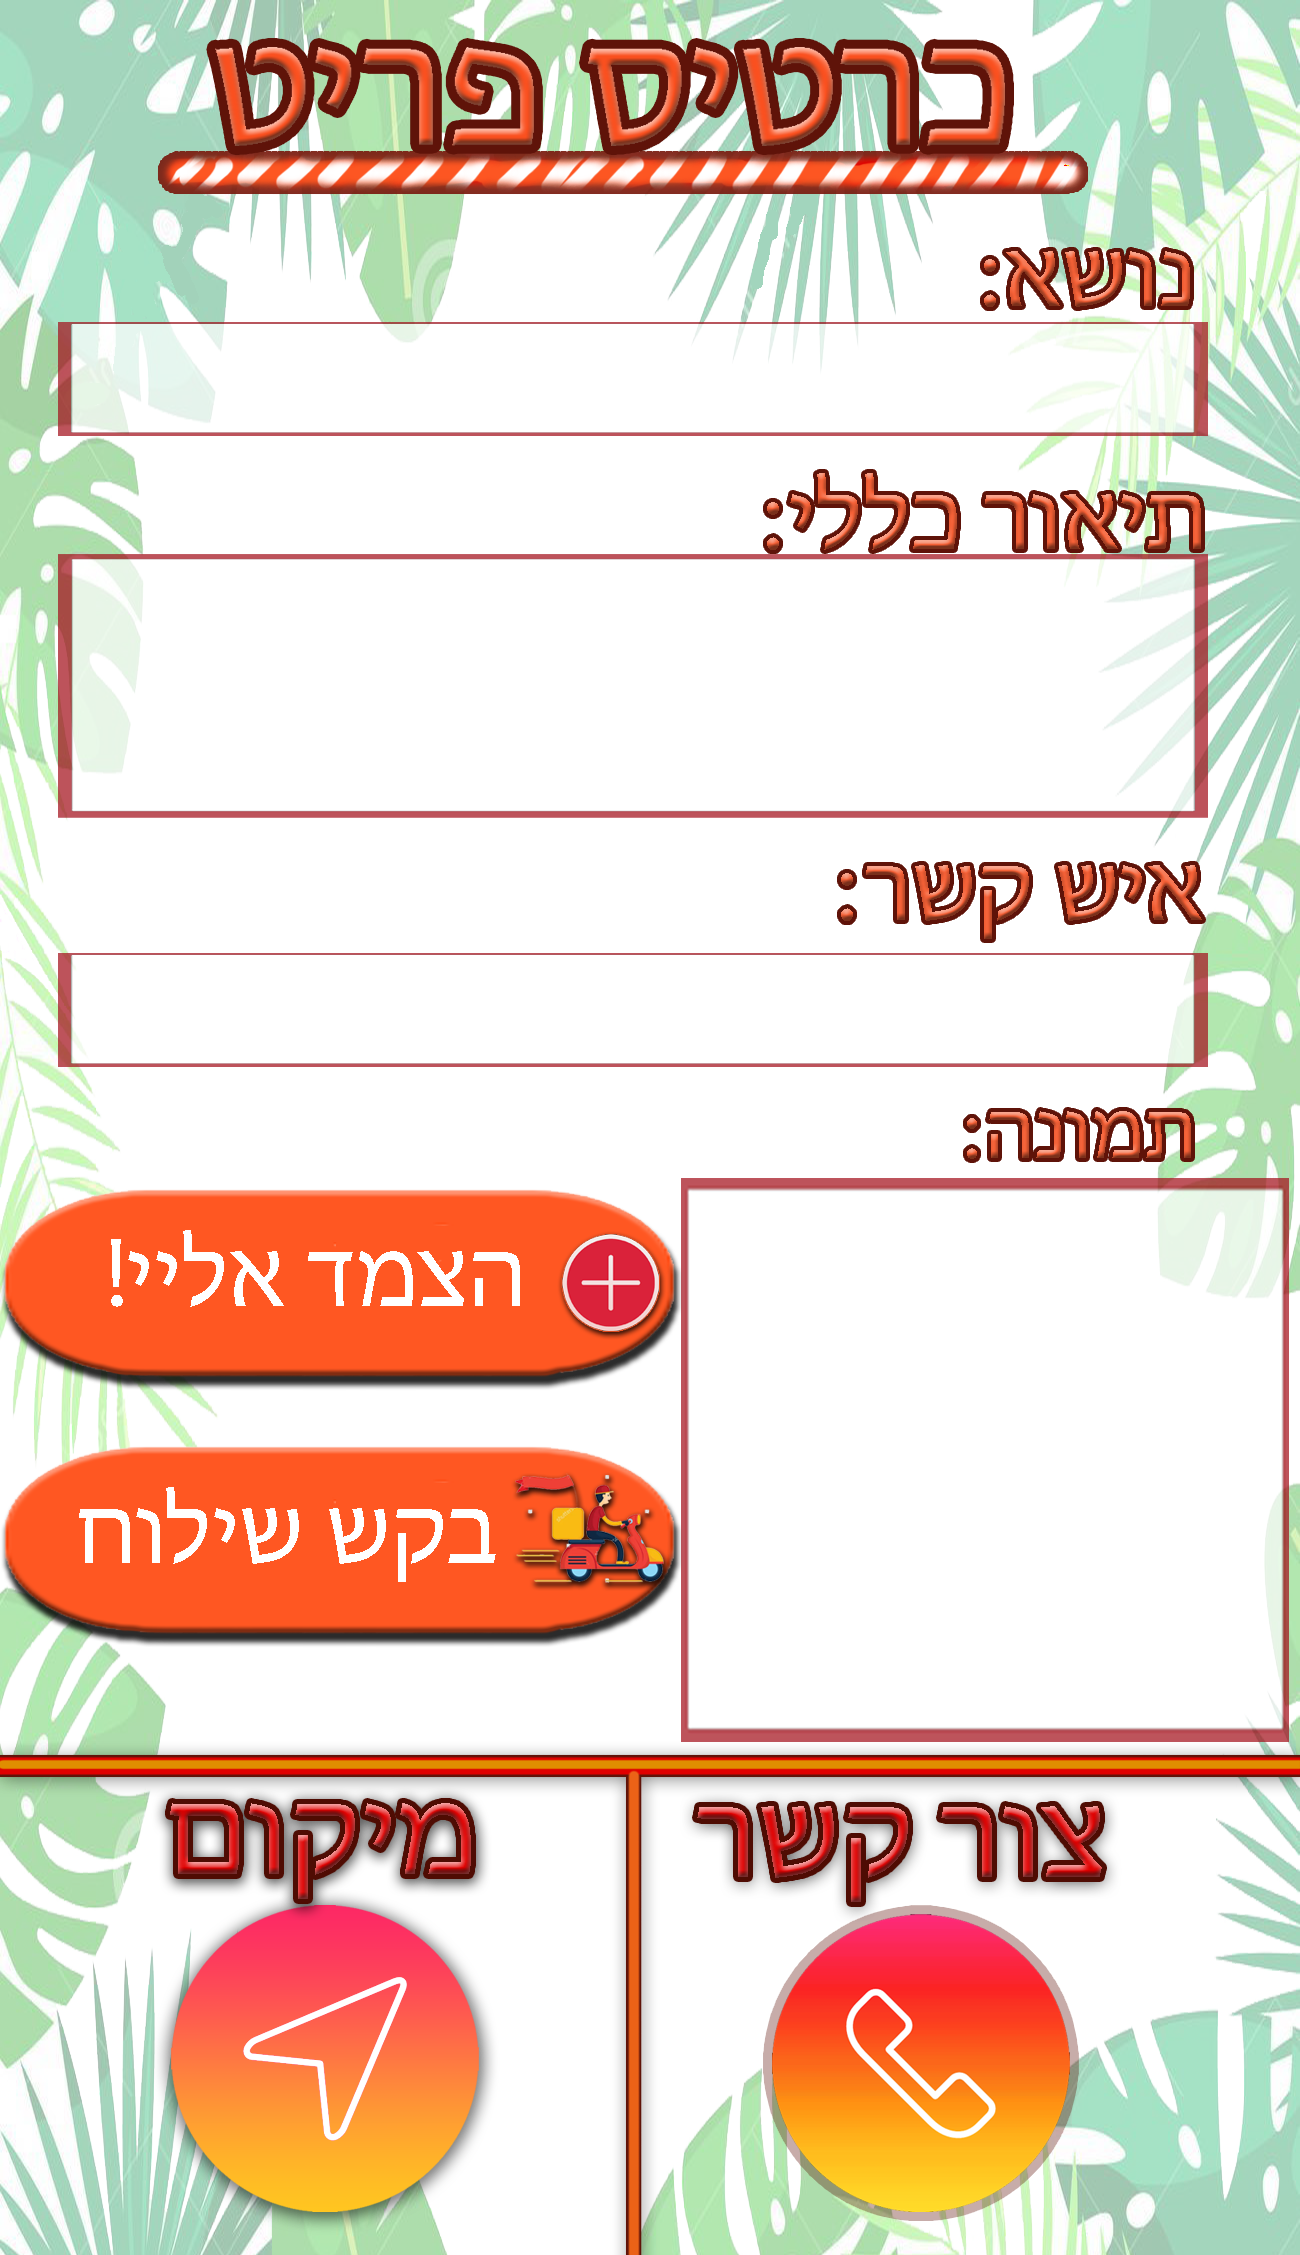 כרטיס פריט
נושא:
תיאור כללי:
איש קשר:
תמונה:
הצמד אליי!
בקש שילוח
צור קשר
מיקום